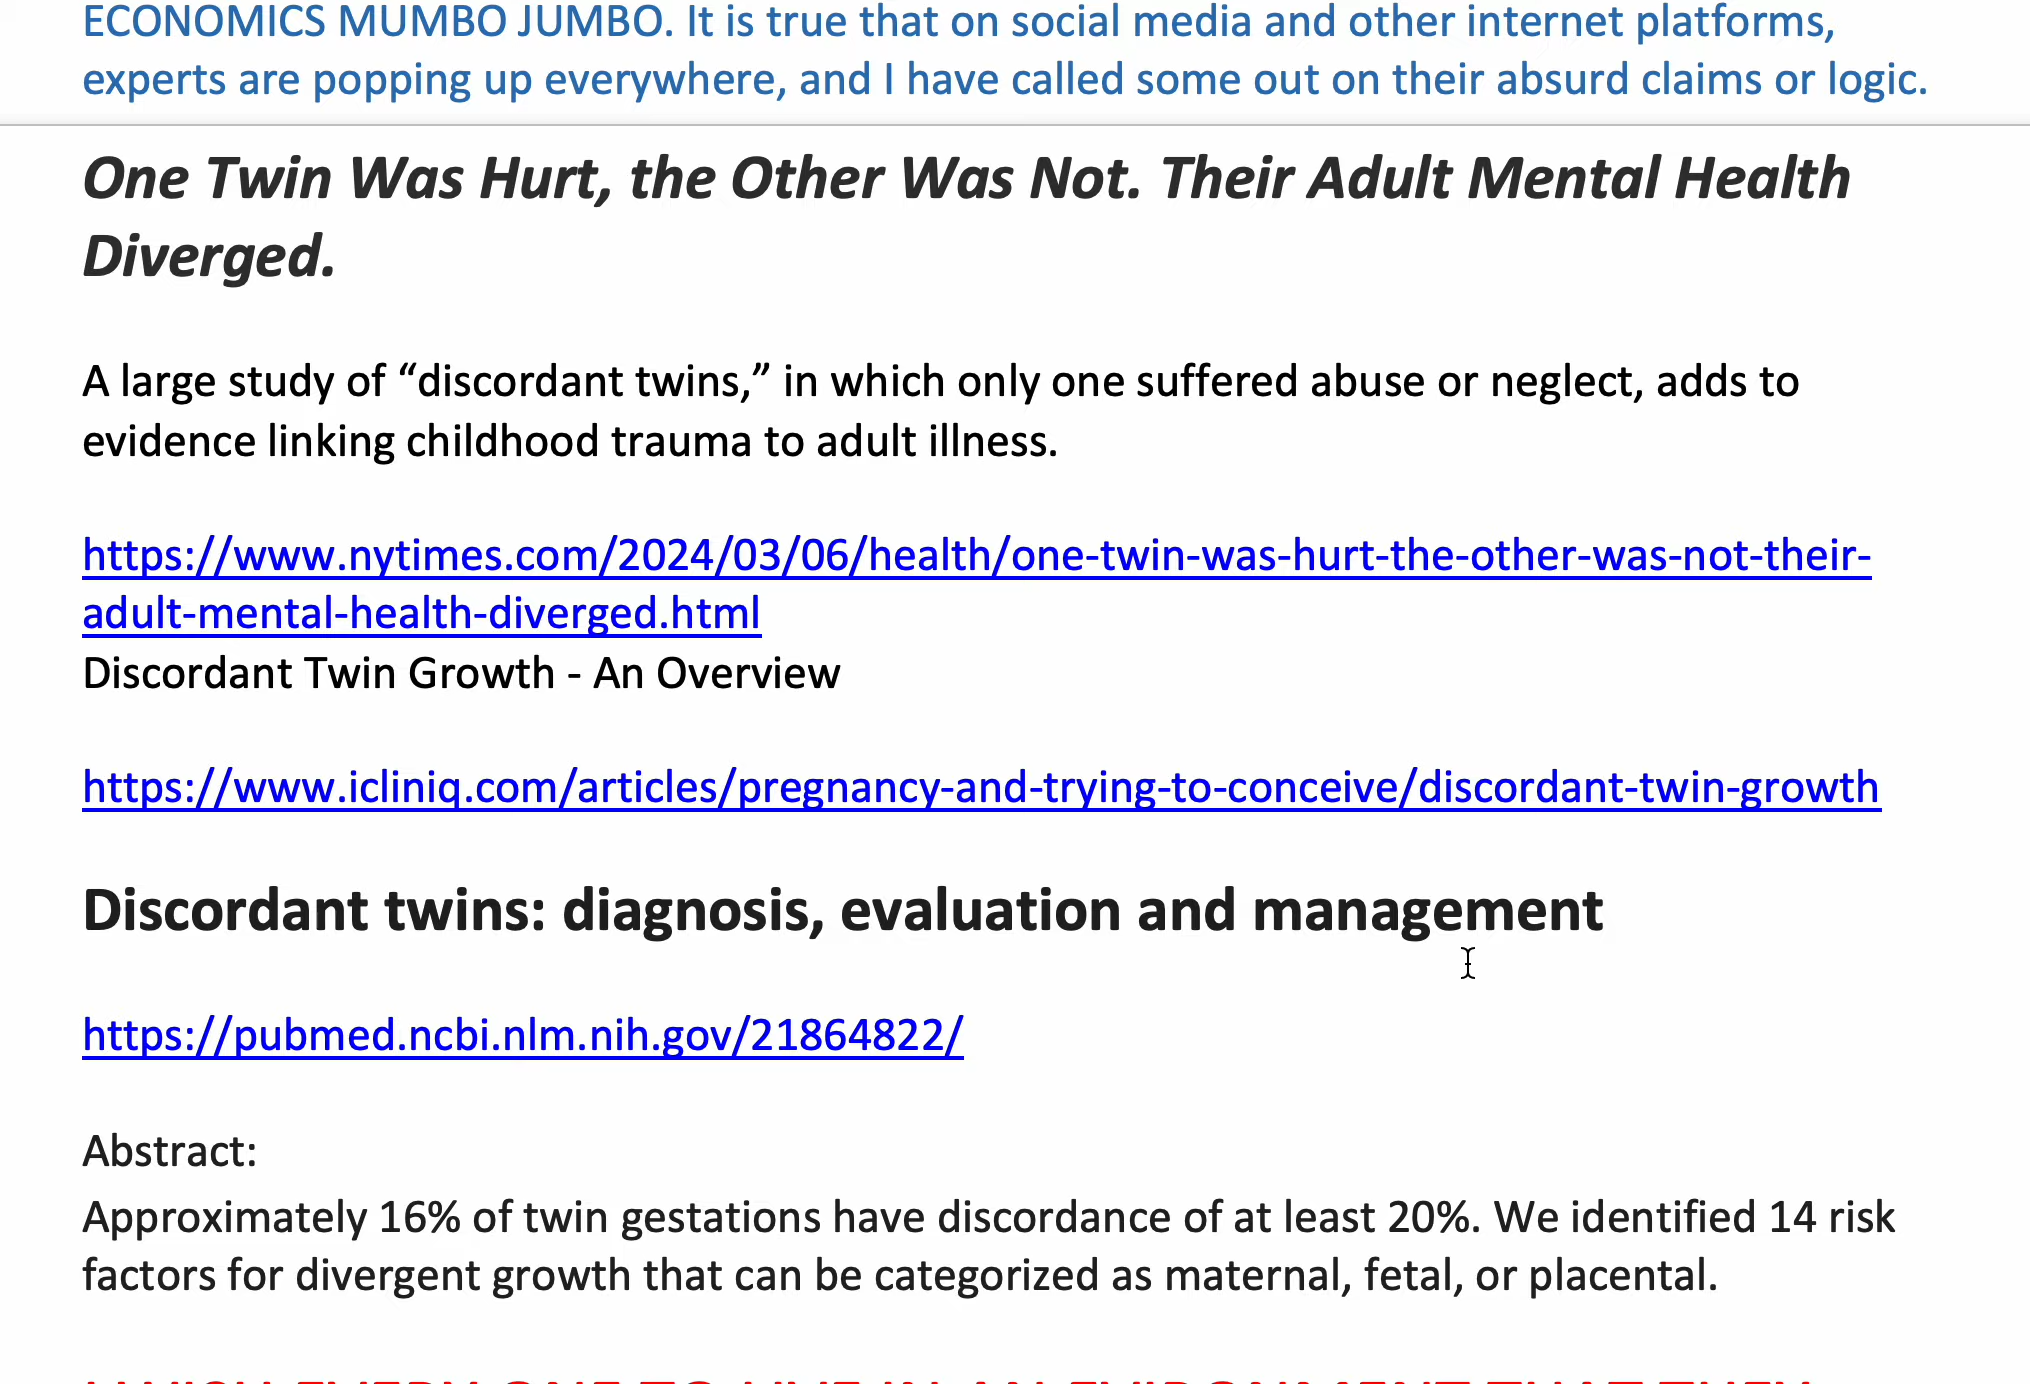 ECONOMICS MUMBO JUMBO. It is true that on social media and other internet platforms,
experts are popping up everywhere, and I have called some out on their absurd claims or logic.
One Twin Was Hurt, the Other Was Not. Their Adult Mental Health
Diverged.
A large study of “discordant twins,” in which only one suffered abuse or neglect, adds to
evidence linking childhood trauma to adult illness.
https://www.nytimes.com/2024/03/06/health/one-twin-was-hurt-the-other-was-not-their-
adult-mental-health-diverged.html
Discordant Twin Growth - An Overview
https://www.icliniq.com/articles/pregnancy-and-trying-to-conceive/discordant-twin-growth
Discordant twins: diagnosis, evaluation and management
https://pubmed.ncbi.nlm.nih.gov/21864822/
Abstract:
Approximately 16% of twin gestations have discordance of at least 20%. We identified 14 risk
factors for divergent growth that can be categorized as maternal, fetal, or placental.